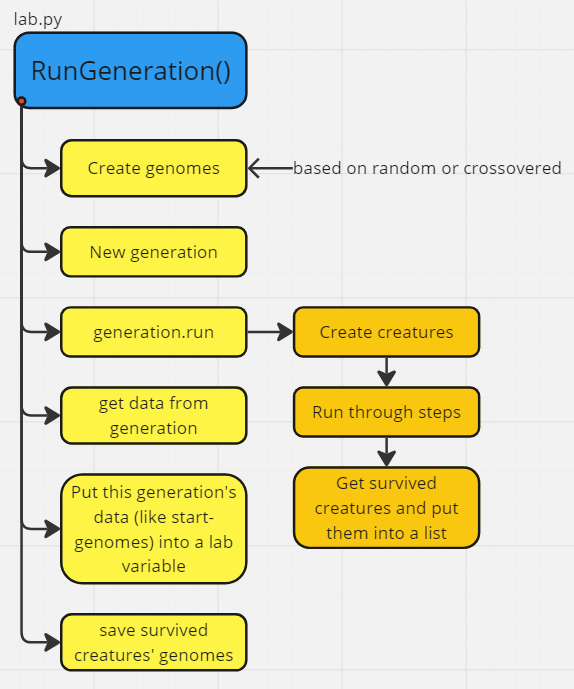 lab.py
RunGeneration()
Create genomes
based on random or crossovered
New generation
generation.run
Create creatures
get data from
generation
Run through steps
Put this generation's
data (like start-
genomes) into a lab
variable
Get survived
creatures and put
them into a list
save survived
creatures' genomes